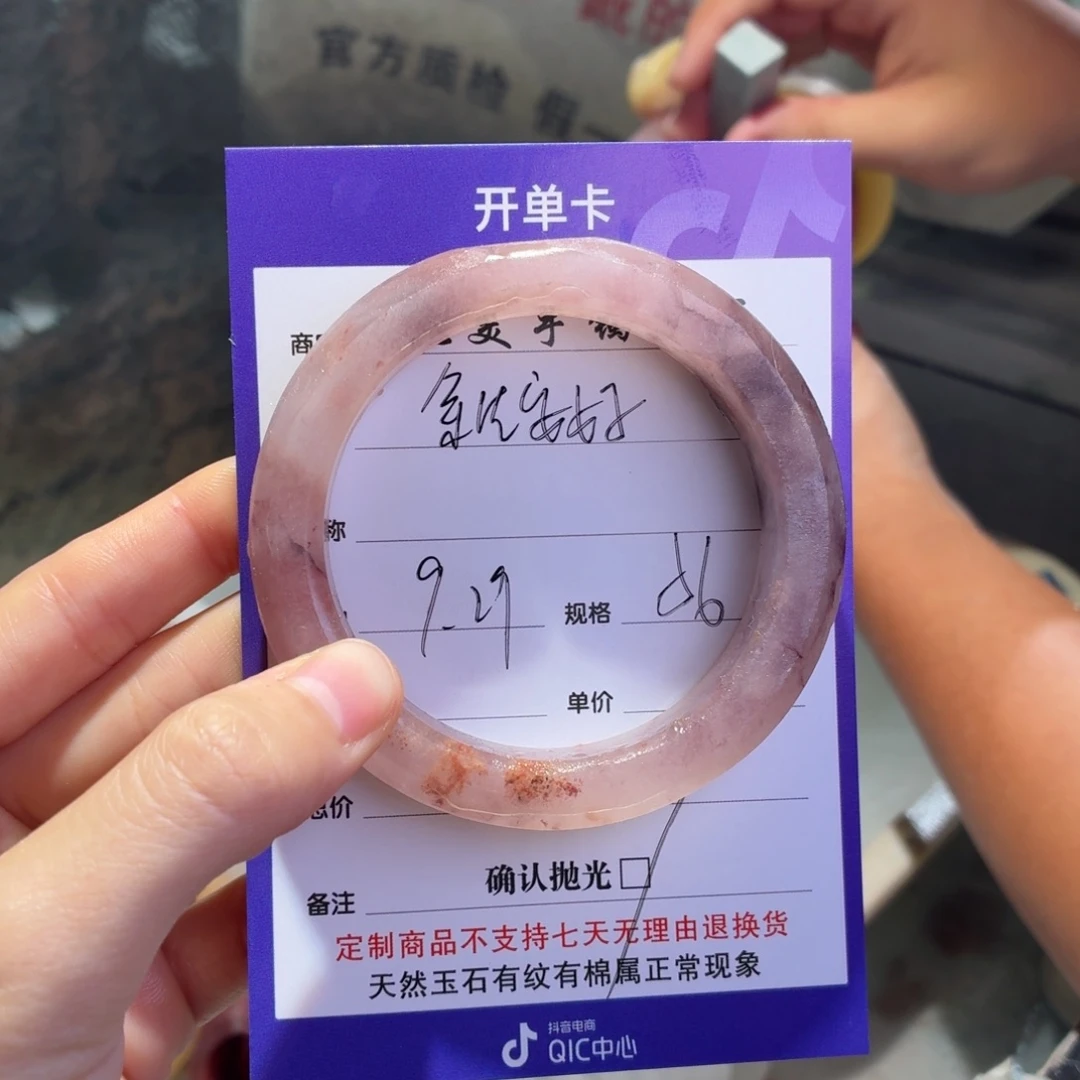 官方质检 假一
开单卡
商
手镯
称
9.29 规格 56
单价
总价
确认抛光□
备注
定制商品不支持七天无理由退换货
天然玉石有纹有棉属正常现象
抖音电商
QIC中心